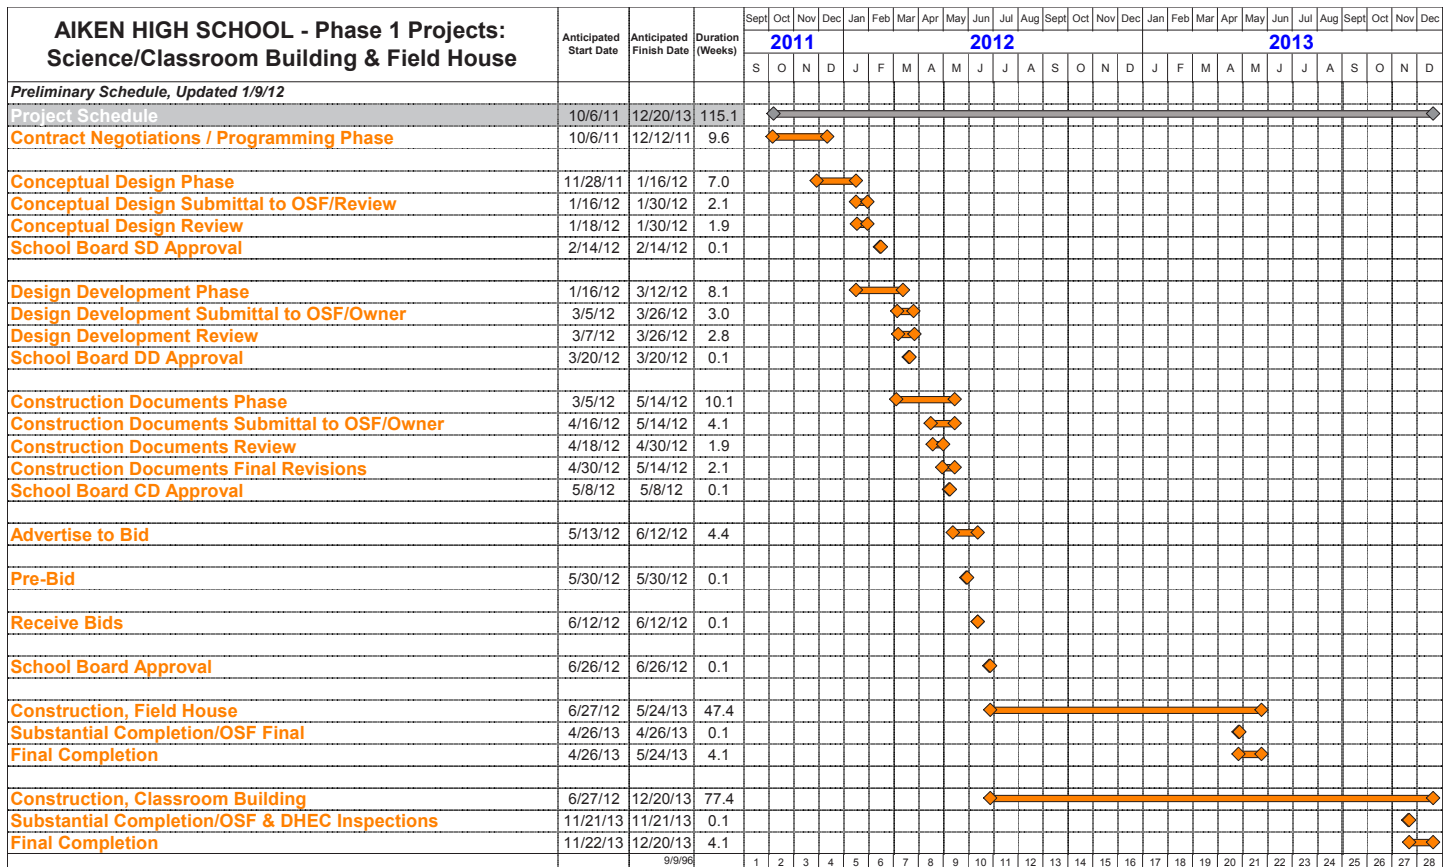 AIKEN HIGH SCHOOL - Phase 1 Projects:
Science/Classroom Building & Field House
Anticipated Start Date
Anticipated Finish Date
Duration (Weeks)
Sept Oct Nov Dec Jan Feb Mar Apr May Jun Jul Aug Sept Oct Nov Dec Jan Feb Mar Apr May Jun Jul Aug Sept Oct Nov Dec
2011 2012 2013
S O N D J F M A M J J A S O N D J F M A M J J A S O N D
Preliminary Schedule, Updated 1/9/12
Project Schedule 10/6/11 12/20/13 115.1
Contract Negotiations / Programming Phase 10/6/11 12/12/11 9.6
Conceptual Design Phase 11/28/11 1/16/12 7.0
Conceptual Design Submittal to OSF/Review 1/16/12 1/30/12 2.1
Conceptual Design Review 1/18/12 1/30/12 1.9
School Board SD Approval 2/14/12 2/14/12 0.1
Design Development Phase 1/16/12 3/12/12 8.1
Design Development Submittal to OSF/Owner 3/5/12 3/26/12 3.0
Design Development Review 3/7/12 3/26/12 2.8
School Board DD Approval 3/20/12 3/20/12 0.1
Construction Documents Phase 3/5/12 5/14/12 10.1
Construction Documents Submittal to OSF/Owner 4/16/12 5/14/12 4.1
Construction Documents Review 4/18/12 4/30/12 1.9
Construction Documents Final Revisions 4/30/12 5/14/12 2.1
School Board CD Approval 5/8/12 5/8/12 0.1
Advertise to Bid 5/13/12 6/12/12 4.4
Pre-Bid 5/30/12 5/30/12 0.1
Receive Bids 6/12/12 6/12/12 0.1
School Board Approval 6/26/12 6/26/12 0.1
Construction, Field House 6/27/12 5/24/13 47.4
Substantial Completion/OSF Final 4/26/13 4/26/13 0.1
Final Completion 4/26/13 5/24/13 4.1
Construction, Classroom Building 6/27/12 12/20/13 77.4
Substantial Completion/OSF & DHEC Inspections 11/21/13 11/21/13 0.1
Final Completion 11/22/13 12/20/13 4.1
9/9/96 1 2 3 4 5 6 7 8 9 10 11 12 13 14 15 16 17 18 19 20 21 22 23 24 25 26 27 28